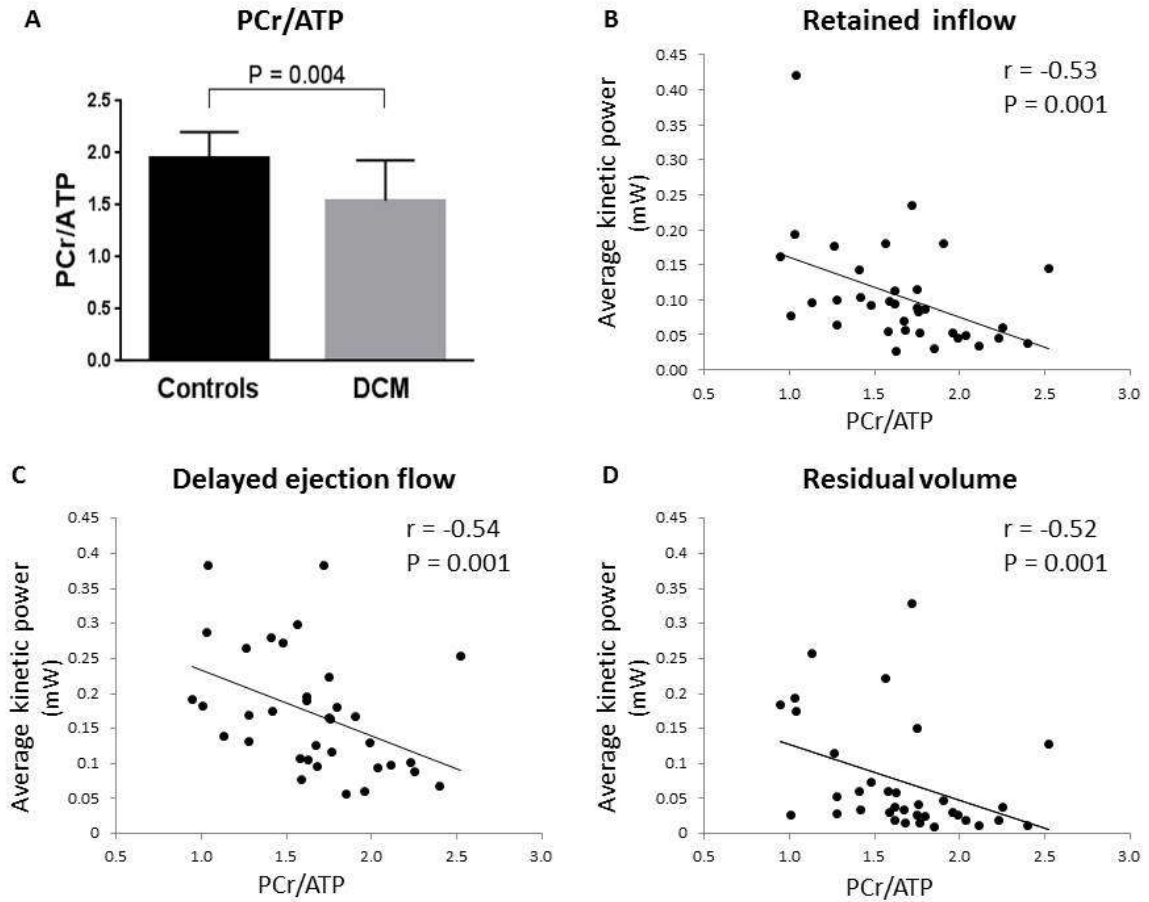 A
PCr/ATP
P = 0.004
PCr/ATP
2.5
2.0
1.5
1.0
0.5
0.0
Controls DCM
B
Retained inflow
r = -0.53
P = 0.001
Average kinetic power
(mW)
0.45
0.40
0.35
0.30
0.25
0.20
0.15
0.10
0.05
0.00
0.5 1.0 1.5 2.0 2.5 3.0
PCr/ATP
C
Delayed ejection flow
r = -0.54
P = 0.001
Average kinetic power
(mW)
0.45
0.4
0.35
0.3
0.25
0.2
0.15
0.1
0.05
0
0.5 1.0 1.5 2.0 2.5 3.0
PCr/ATP
D
Residual volume
r = -0.52
P = 0.001
Average kinetic power
(mW)
0.45
0.4
0.35
0.3
0.25
0.2
0.15
0.1
0.05
0
0.5 1.0 1.5 2.0 2.5 3.0
PCr/ATP